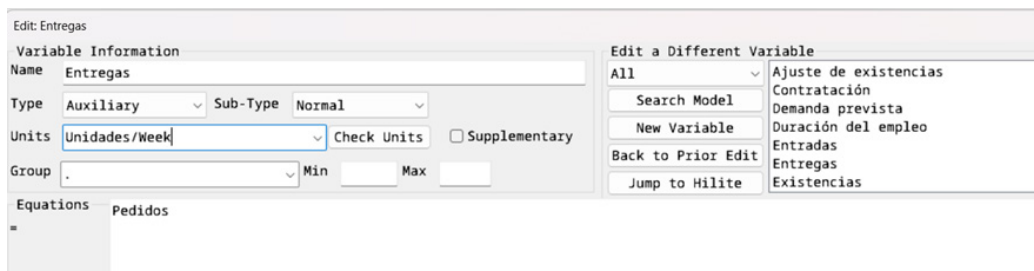 Edit: Entregas
Variable Information
Name Entregas
Type Auxiliary Sub-Type Normal
Units Unidades/Week Check Units Supplementary
Group . Min Max
Edit a Different Variable
All
Search Model
New Variable
Back to Prior Edit
Jump to Hilite
Ajuste de existencias
Contratación
Demanda prevista
Duración del empleo
Entradas
Entregas
Existencias
Equations
=
Pedidos